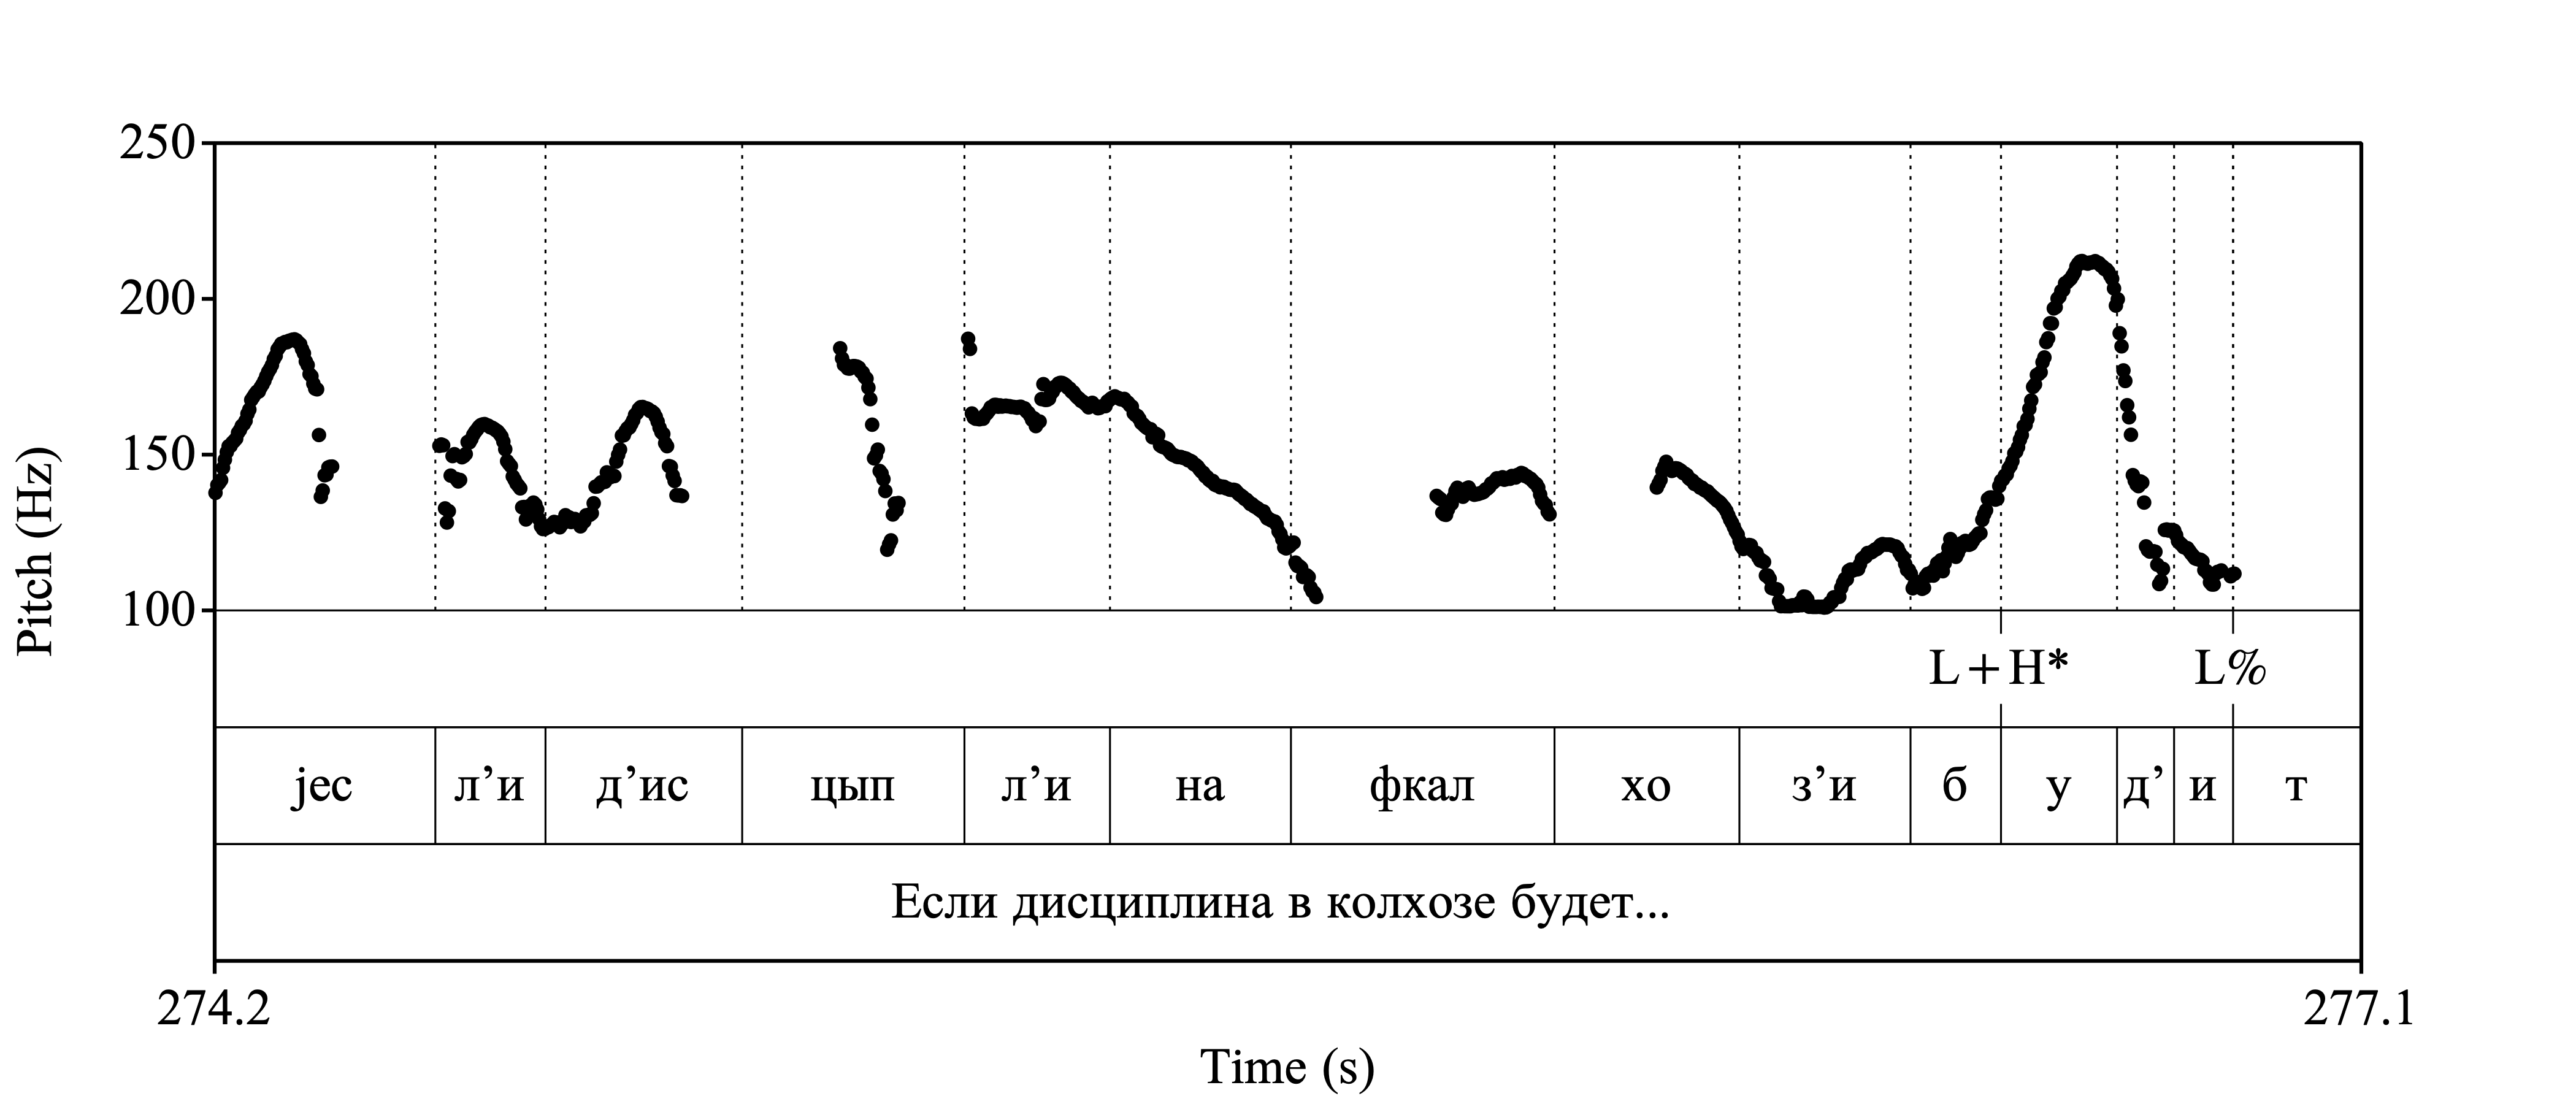 250
200
150
100
Pitch (Hz)
L+H* L%
јес л’и д’ис цып л’и на фкал хо з’и б у д’ и т
Если дисциплина в колхозе будет...
274.2 277.1
Time (s)